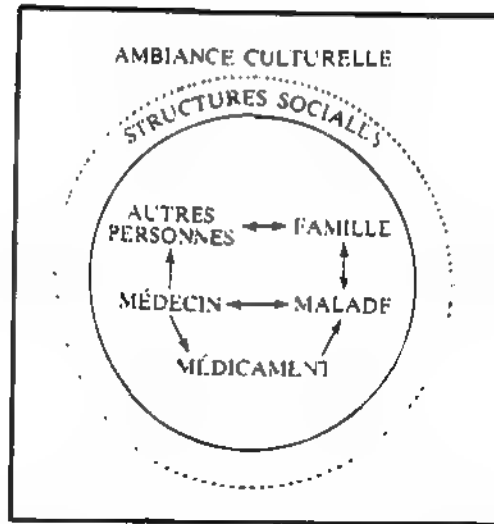 AMBIANCE CULTURELLE
STRUCTURES SOCIALES
AUTRES
PERSONNES
FAMILLE
MÉDECIN
MALADE
MÉDICAMENT